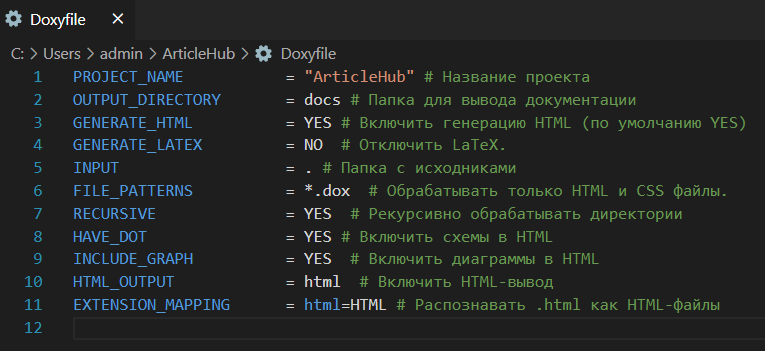 Doxyfile
C: > Users > admin > ArticleHub > Doxyfile
1 PROJECT_NAME = "ArticleHub" # Название проекта
2 OUTPUT_DIRECTORY = docs # Папка для вывода документации
3 GENERATE_HTML = YES # Включить генерацию HTML (по умолчанию YES)
4 GENERATE_LATEX = NO # Отключить LaTeX.
5 INPUT = . # Папка с исходниками
6 FILE_PATTERNS = *.dox # Обрабатывать только HTML и CSS файлы.
7 RECURSIVE = YES # Рекурсивно обрабатывать директории
8 HAVE_DOT = YES # Включить схемы в HTML
9 INCLUDE_GRAPH = YES # Включить диаграммы в HTML
10 HTML_OUTPUT = html # Включить HTML-вывод
11 EXTENSION_MAPPING = html=HTML # Распознавать .html как HTML-файлы
12